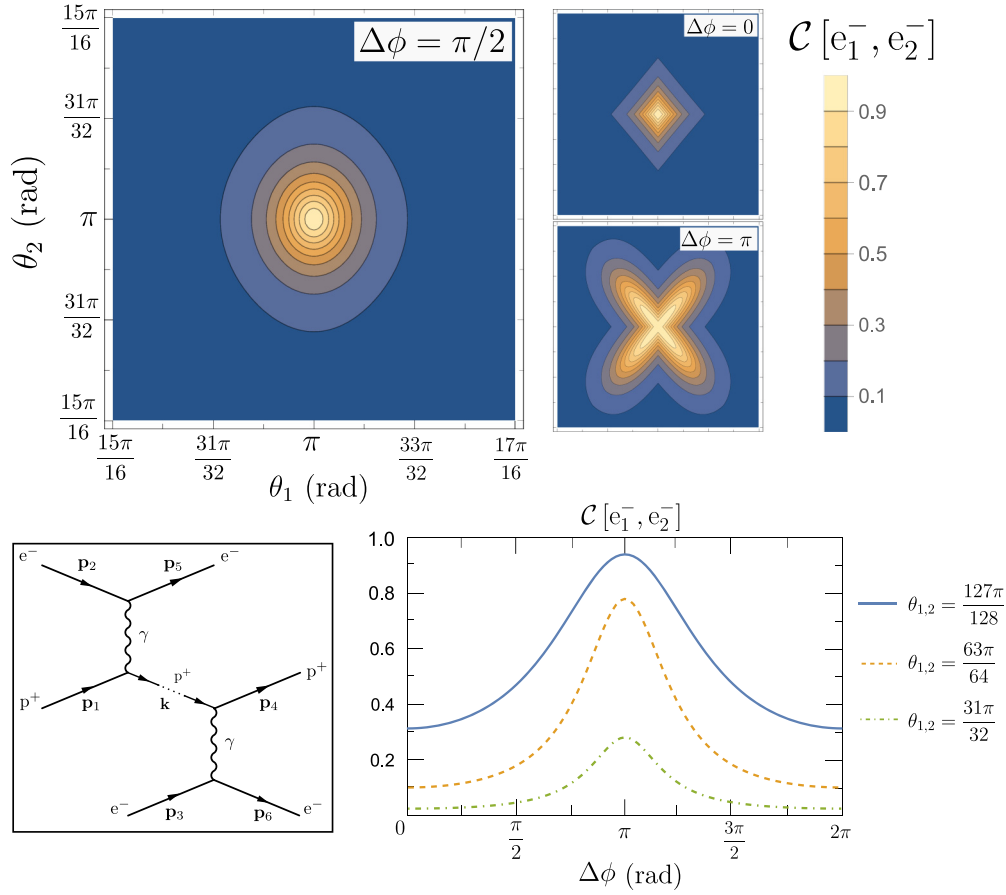 C [e₁⁻, e₂⁻]
Δϕ = π/2
Δϕ = 0
Δϕ = π
0.9
0.7
0.5
0.3
0.1
θ₂ (rad)
15π/16
31π/32
π
31π/32
15π/16
15π/16
31π/32
π
33π/32
17π/16
θ₁ (rad)
e⁻
p₂
p₅
e⁻
γ
p⁺
p₁
k
p⁺
p₄
p⁺
γ
e⁻
p₃
p₆
e⁻
C [e₁⁻, e₂⁻]
1.0
0.8
0.6
0.4
0.2
0
π/2
π
3π/2
2π
Δϕ (rad)
θ₁,₂ = 127π/128
θ₁,₂ = 63π/64
θ₁,₂ = 31π/32